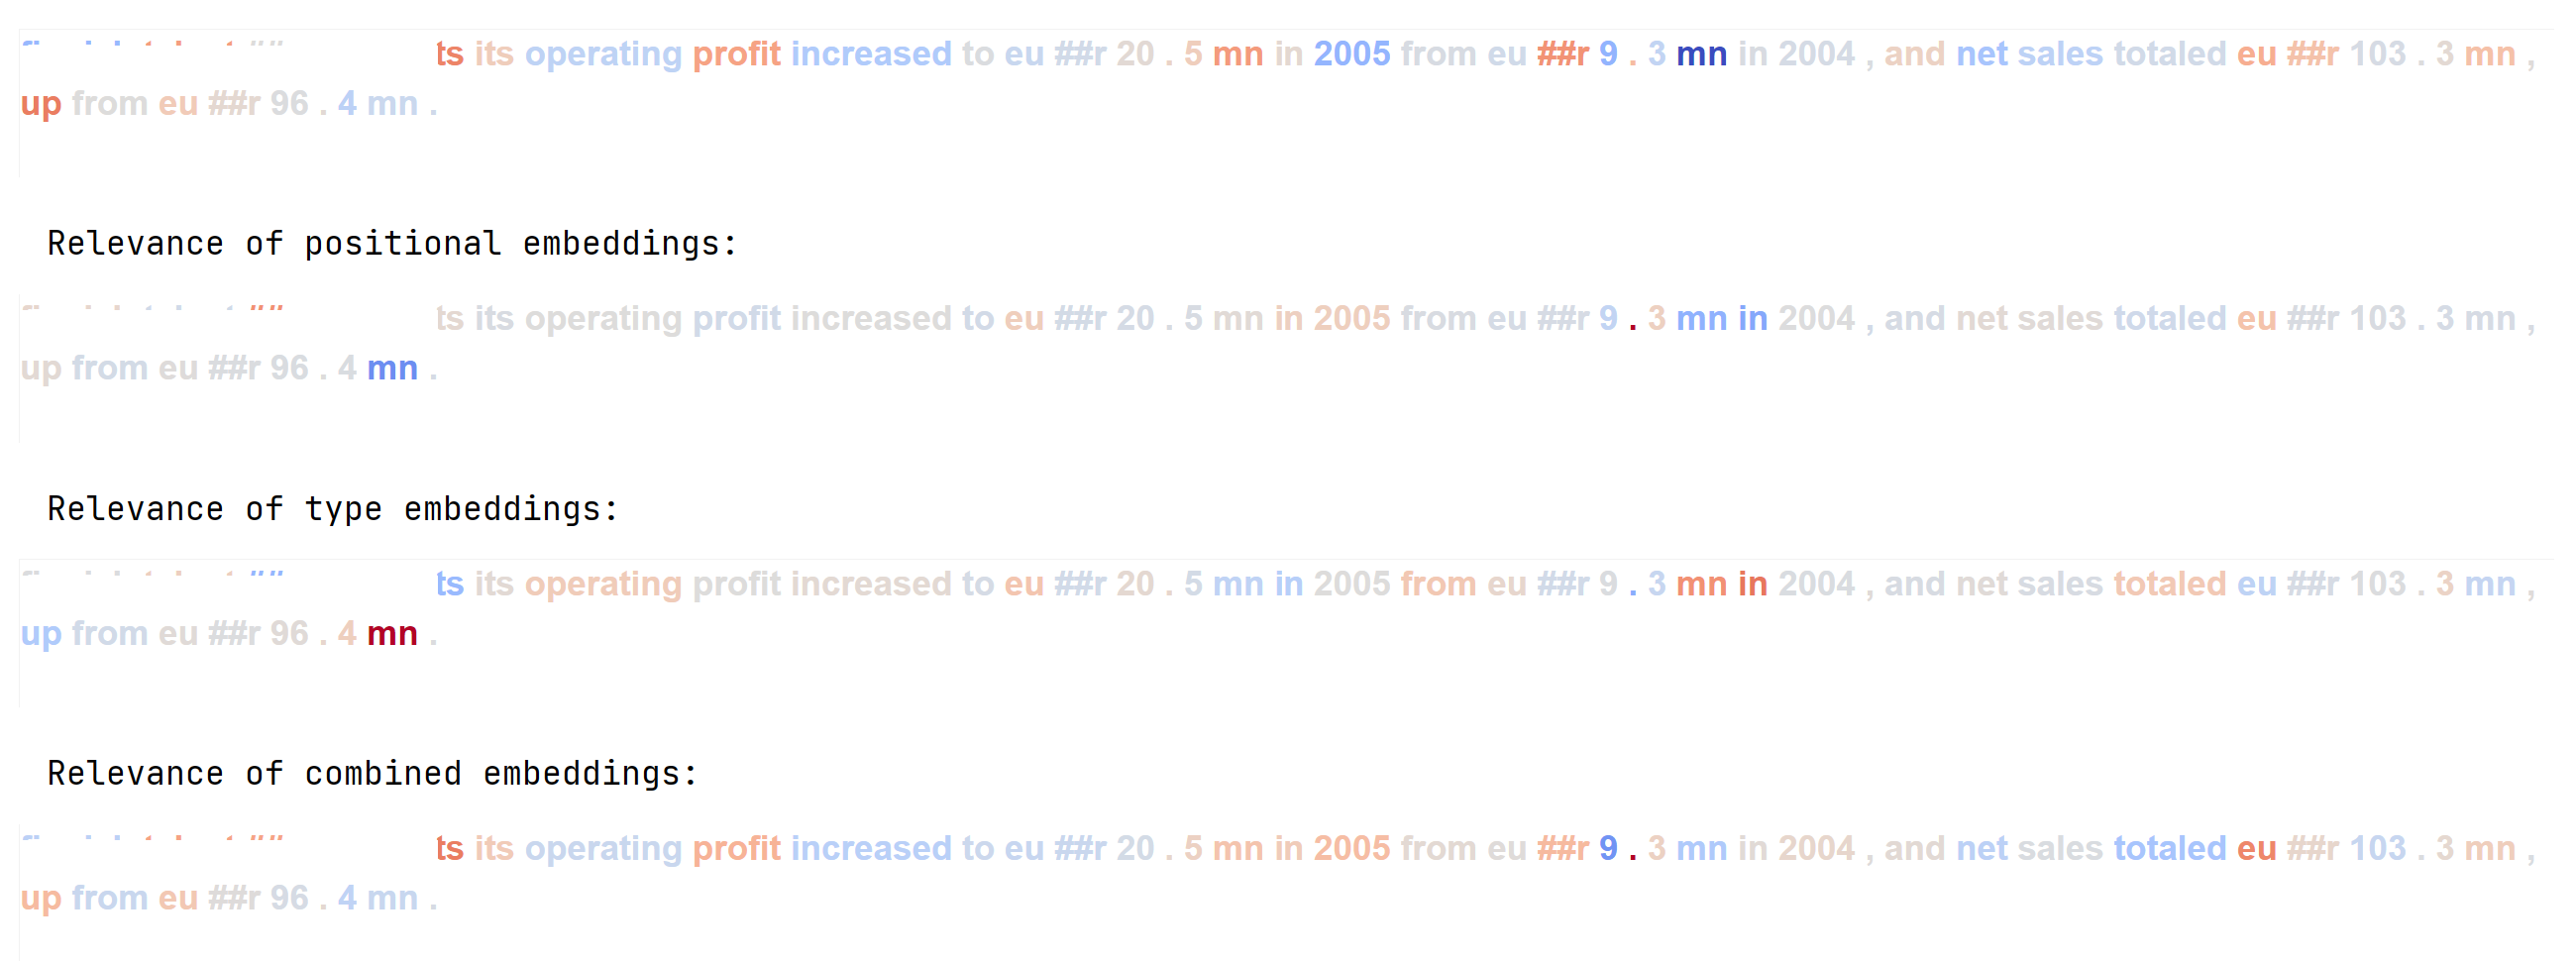 ts its operating profit increased to eu ##r 20 . 5 mn in 2005 from eu ##r 9 . 3 mn in 2004 , and net sales totaled eu ##r 103 . 3 mn ,
up from eu ##r 96 . 4 mn .
Relevance of positional embeddings:
ts its operating profit increased to eu ##r 20 . 5 mn in 2005 from eu ##r 9 . 3 mn in 2004 , and net sales totaled eu ##r 103 . 3 mn ,
up from eu ##r 96 . 4 mn .
Relevance of type embeddings:
ts its operating profit increased to eu ##r 20 . 5 mn in 2005 from eu ##r 9 . 3 mn in 2004 , and net sales totaled eu ##r 103 . 3 mn ,
up from eu ##r 96 . 4 mn .
Relevance of combined embeddings:
ts its operating profit increased to eu ##r 20 . 5 mn in 2005 from eu ##r 9 . 3 mn in 2004 , and net sales totaled eu ##r 103 . 3 mn ,
up from eu ##r 96 . 4 mn .